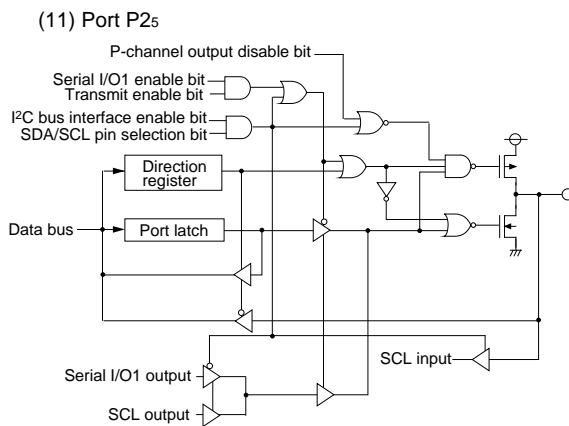 (11) Port P2₅
P-channel output disable bit
Serial I/O1 enable bit
Transmit enable bit
I²C bus interface enable bit
SDA/SCL pin selection bit
Direction
register
Data bus
Port latch
SCL input
Serial I/O1 output
SCL output